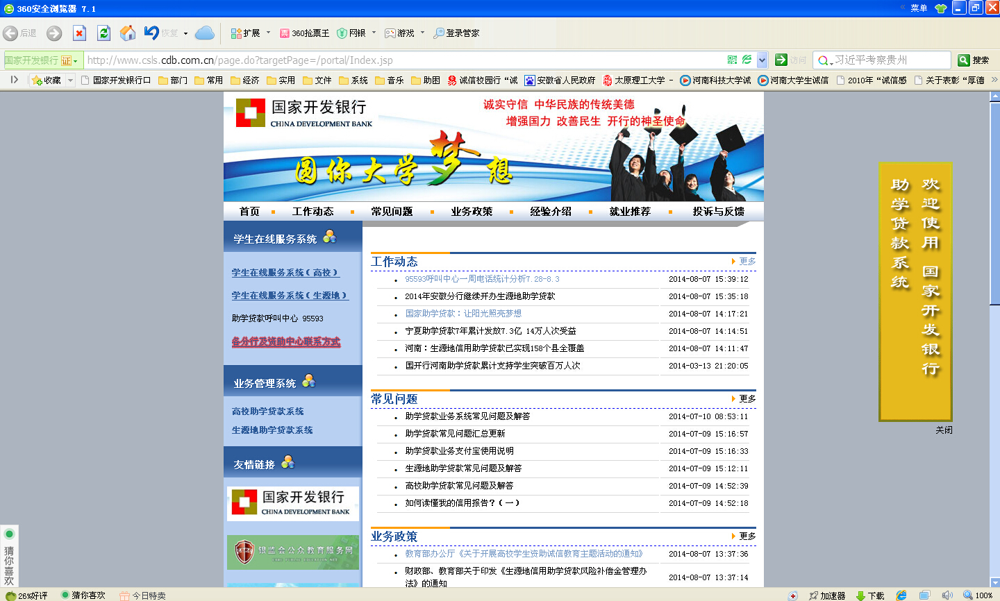 360安全浏览器 7.1
菜单
后退
恢复
扩展
360抢票王
网银
游戏
登录管家
国家开发银行
证
http://www.csls.cdb.com.cn/page.do?targetPage=/portal/Index.jsp
访问
习近平考察贵州
搜索
收藏
国家开发银行口
部门
常用
经济
实用
文件
系统
音乐
助困
诚信校园行“诚
安徽省人民政府
太原理工大学 -
河南科技大学诚
河南大学生诚信
2010年“诚信感
关于表彰“厚德
国家开发银行
CHINA DEVELOPMENT BANK
诚实守信 中华民族的传统美德
增强国力 改善民生 开行的神圣使命
圆你大学梦想
首页
工作动态
常见问题
业务政策
经验介绍
就业推荐
投诉与反馈
学生在线服务系统
学生在线服务系统(高校)
学生在线服务系统(生源地)
助学贷款呼叫中心 95593
各分行及资助中心联系方式
业务管理系统
高校助学贷款系统
生源地助学贷款系统
友情链接
国家开发银行
CHINA DEVELOPMENT BANK
银监会公众教育服务网
工作动态
更多
95593呼叫中心一周电话统计分析7.28-8.3 2014-08-07 15:39:12
2014年安徽分行继续开办生源地助学贷款 2014-08-07 15:35:18
国家助学贷款：让阳光照亮梦想 2014-08-07 14:17:21
宁夏助学贷款7年累计发放7.3亿 14万人次受益 2014-08-07 14:14:51
河南：生源地信用助学贷款已实现158个县全覆盖 2014-08-07 14:11:47
国开行河南助学贷款累计支持学生突破百万人次 2014-03-13 21:20:05
常见问题
更多
助学贷款业务系统常见问题及解答 2014-07-10 08:53:11
助学贷款常见问题汇总更新 2014-07-09 15:16:57
助学贷款业务支付宝使用说明 2014-07-09 15:16:33
生源地助学贷款常见问题及解答 2014-07-09 15:12:11
高校助学贷款常见问题及解答 2014-07-09 14:52:39
如何读懂我的信用报告?(一) 2014-07-09 14:52:18
业务政策
更多
教育部办公厅《关于开展高校学生资助诚信教育主题活动的通知》 2014-08-07 13:37:36
财政部、教育部关于印发《生源地信用助学贷款风险补偿金管理办
法》的通知 2014-08-07 13:37:14
欢迎使用 国家开发银行
助学贷款系统
关闭
猜你喜欢
26%好评
猜你喜欢
今日特卖
加速器
下载
100%